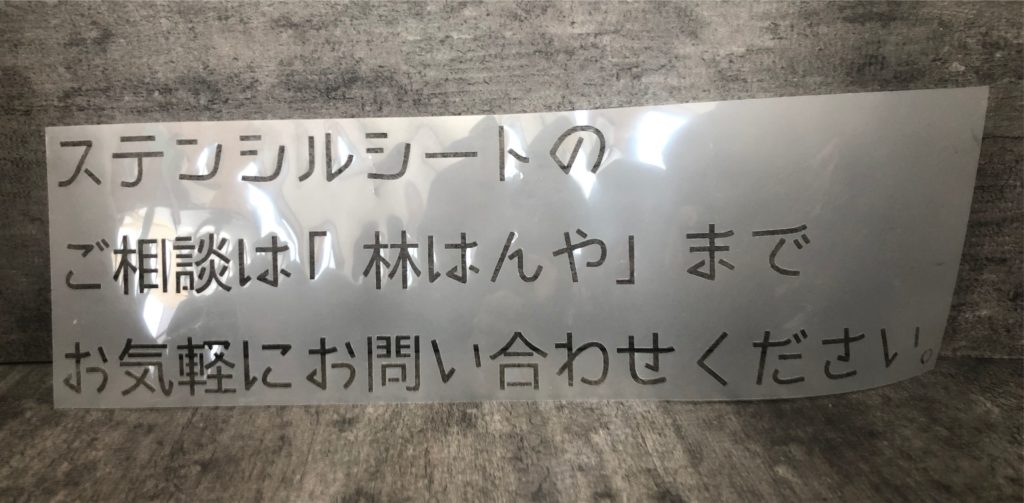 ステンシルシートの
ご相談は「林はんや」まで
お気軽にお問い合わせください。